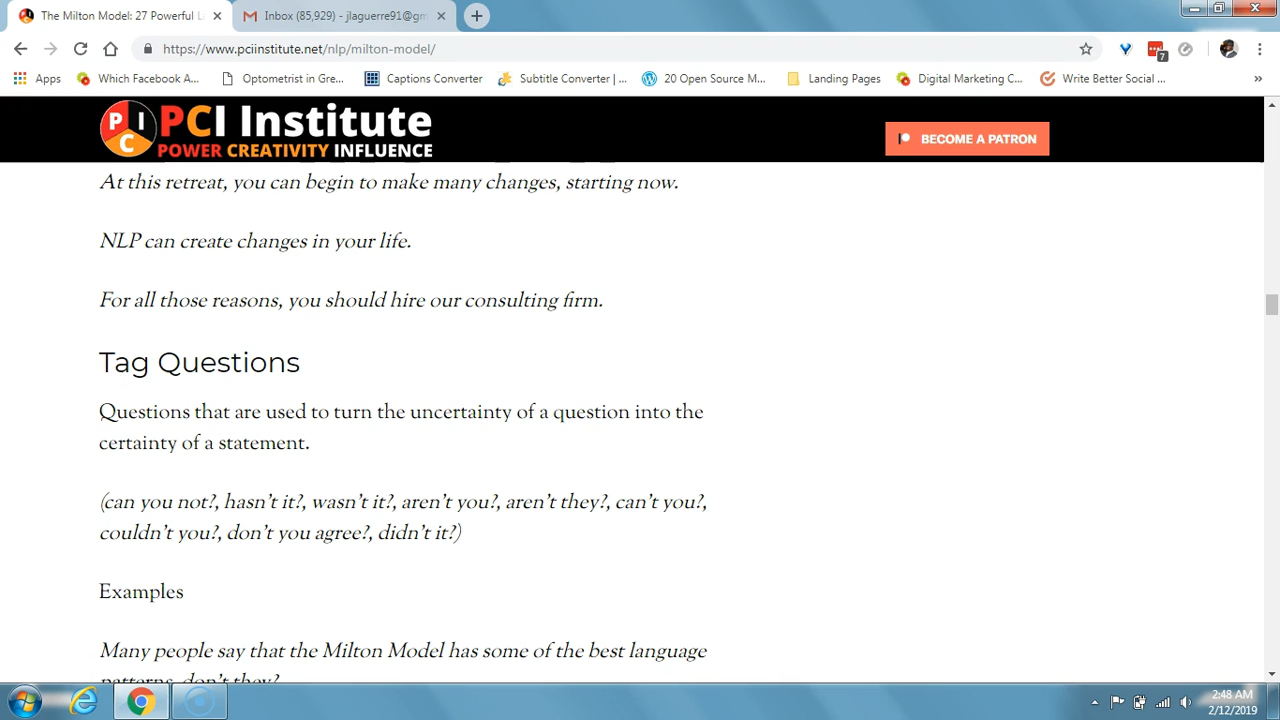 The Milton Model: 27 Powerful L
Inbox (85,929) - jlaguerre91@gm
https://www.pciinstitute.net/nlp/milton-model/
7
Apps
Which Facebook A...
Optometrist in Gre...
Captions Converter
Subtitle Converter | ...
20 Open Source M...
Landing Pages
Digital Marketing C...
Write Better Social ...
»
P I C
PCI Institute
POWER CREATIVITY INFLUENCE
BECOME A PATRON
At this retreat, you can begin to make many changes, starting now.
NLP can create changes in your life.
For all those reasons, you should hire our consulting firm.
Tag Questions
Questions that are used to turn the uncertainty of a question into the
certainty of a statement.
(can you not?, hasn't it?, wasn't it?, aren't you?, aren't they?, can't you?,
couldn't you?, don't you agree?, didn't it?)
Examples
Many people say that the Milton Model has some of the best language
patterns, don't they?
2:48 AM
2/12/2019